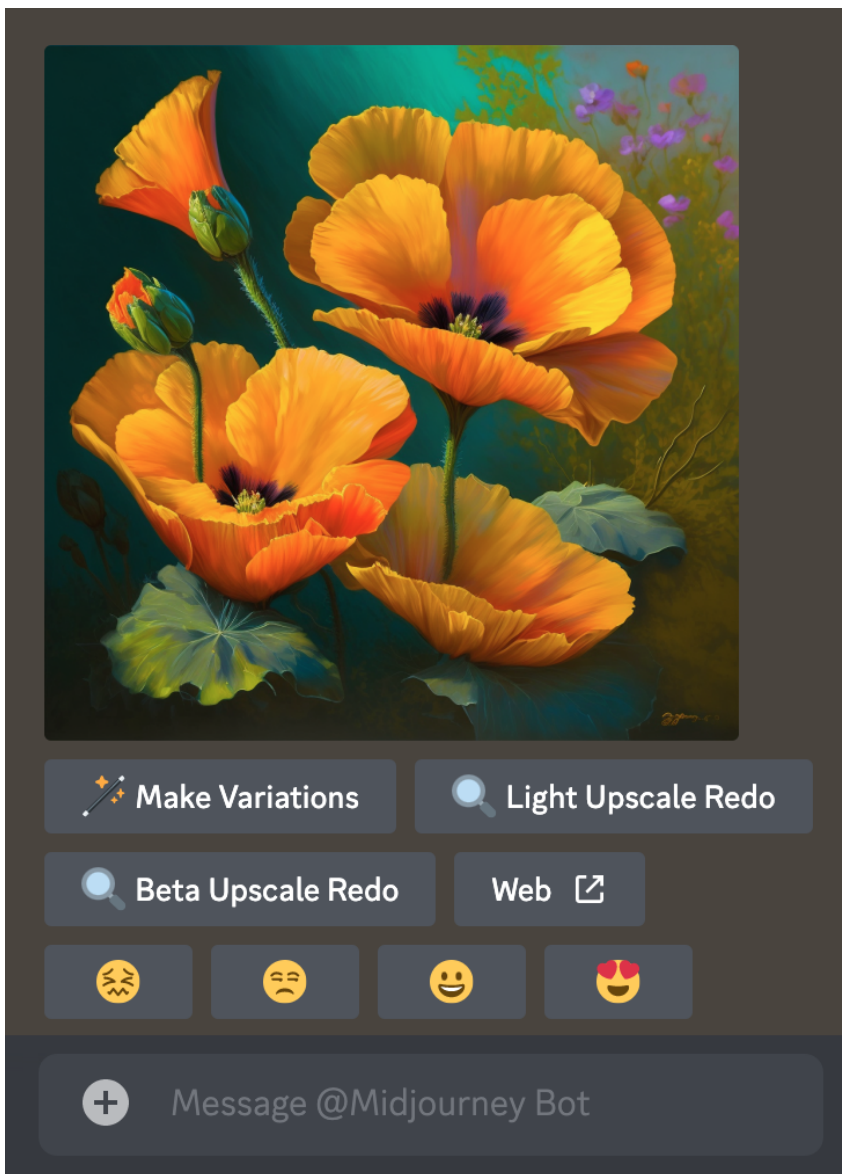 Make Variations
Light Upscale Redo
Beta Upscale Redo
Web
Message @Midjourney Bot